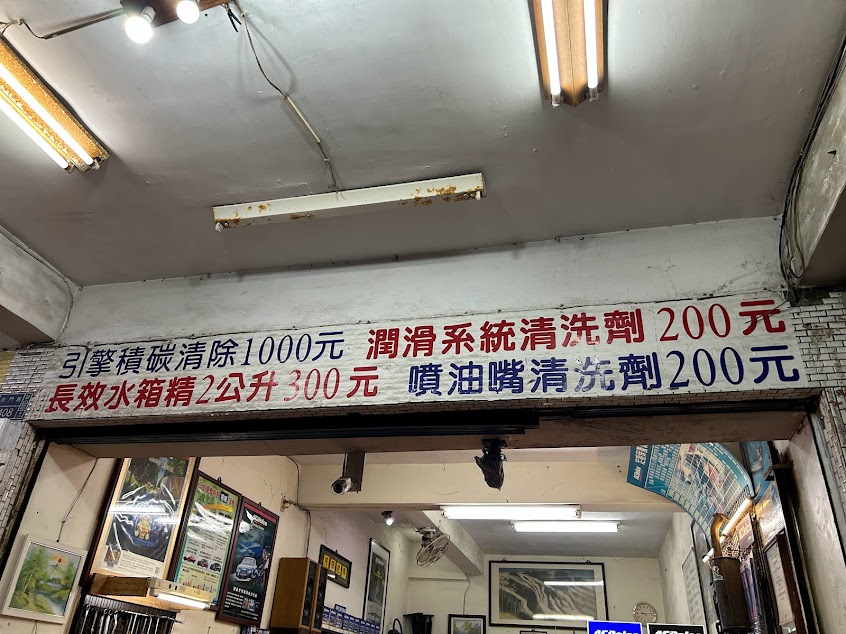 引擎積碳清除1000元 潤滑系統清洗劑200元
長效水箱精2公升300元 噴油嘴清洗劑200元